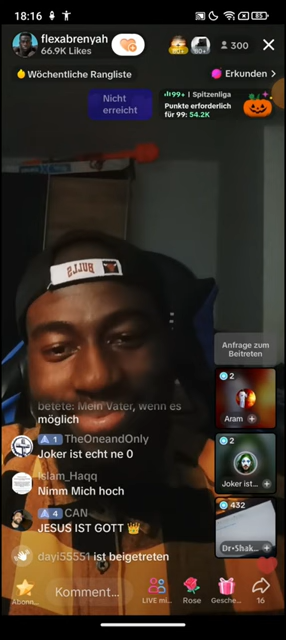 18:16
85
flexabrenyah
66.9K Likes
300
Wöchentliche Rangliste
Erkunden >
Nicht
erreicht
99+ | Spitzenliga
Punkte erforderlich
für 99: 54.2K
BULLS
Anfrage zum
Beitreten
2
Aram +
betete: Mein Vater, wenn es
möglich
1 TheOneandOnly
Joker ist echt ne 0
2
Joker ist... +
Islam_Haqq
Nimm Mich hoch
4 CAN
JESUS IST GOTT
432
Dr•Shak... +
dayi55551 ist beigetreten
Abonn...
Komment...
LIVE mi...
Rose
Gesche...
16